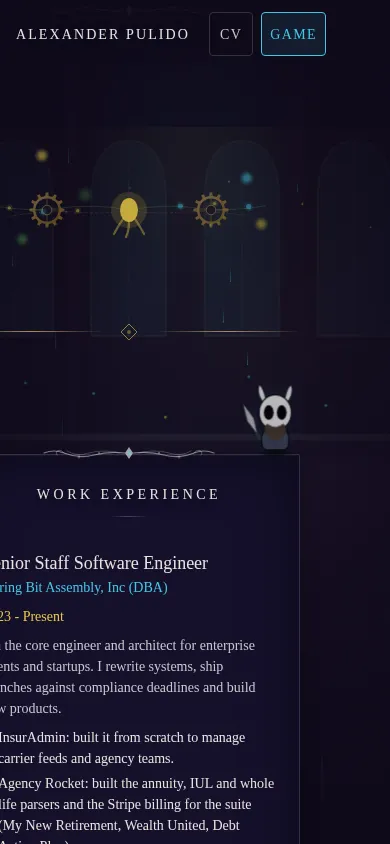 ALEXANDER PULIDO CV GAME
WORK EXPERIENCE
enior Staff Software Engineer
ring Bit Assembly, Inc (DBA)
23 - Present
the core engineer and architect for enterprise
ents and startups. I rewrite systems, ship
nches against compliance deadlines and build
w products.
InsurAdmin: built it from scratch to manage
carrier feeds and agency teams.
Agency Rocket: built the annuity, IUL and whole
life parsers and the Stripe billing for the suite
(My New Retirement, Wealth United, Debt